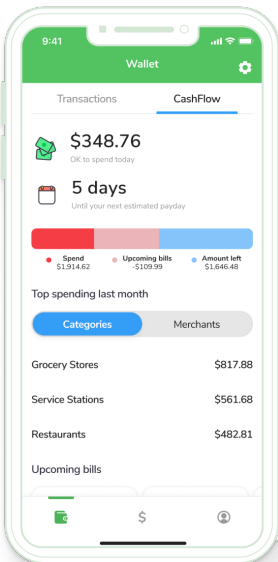 9:41
Wallet
Transactions CashFlow
$348.76
OK to spend today
5 days
Until your next estimated payday
Spend Upcoming bills Amount left
$1,914.62 -$109.99 $1,646.48
Top spending last month
Categories Merchants
Grocery Stores $817.88
Service Stations $561.68
Restaurants $482.81
Upcoming bills
$